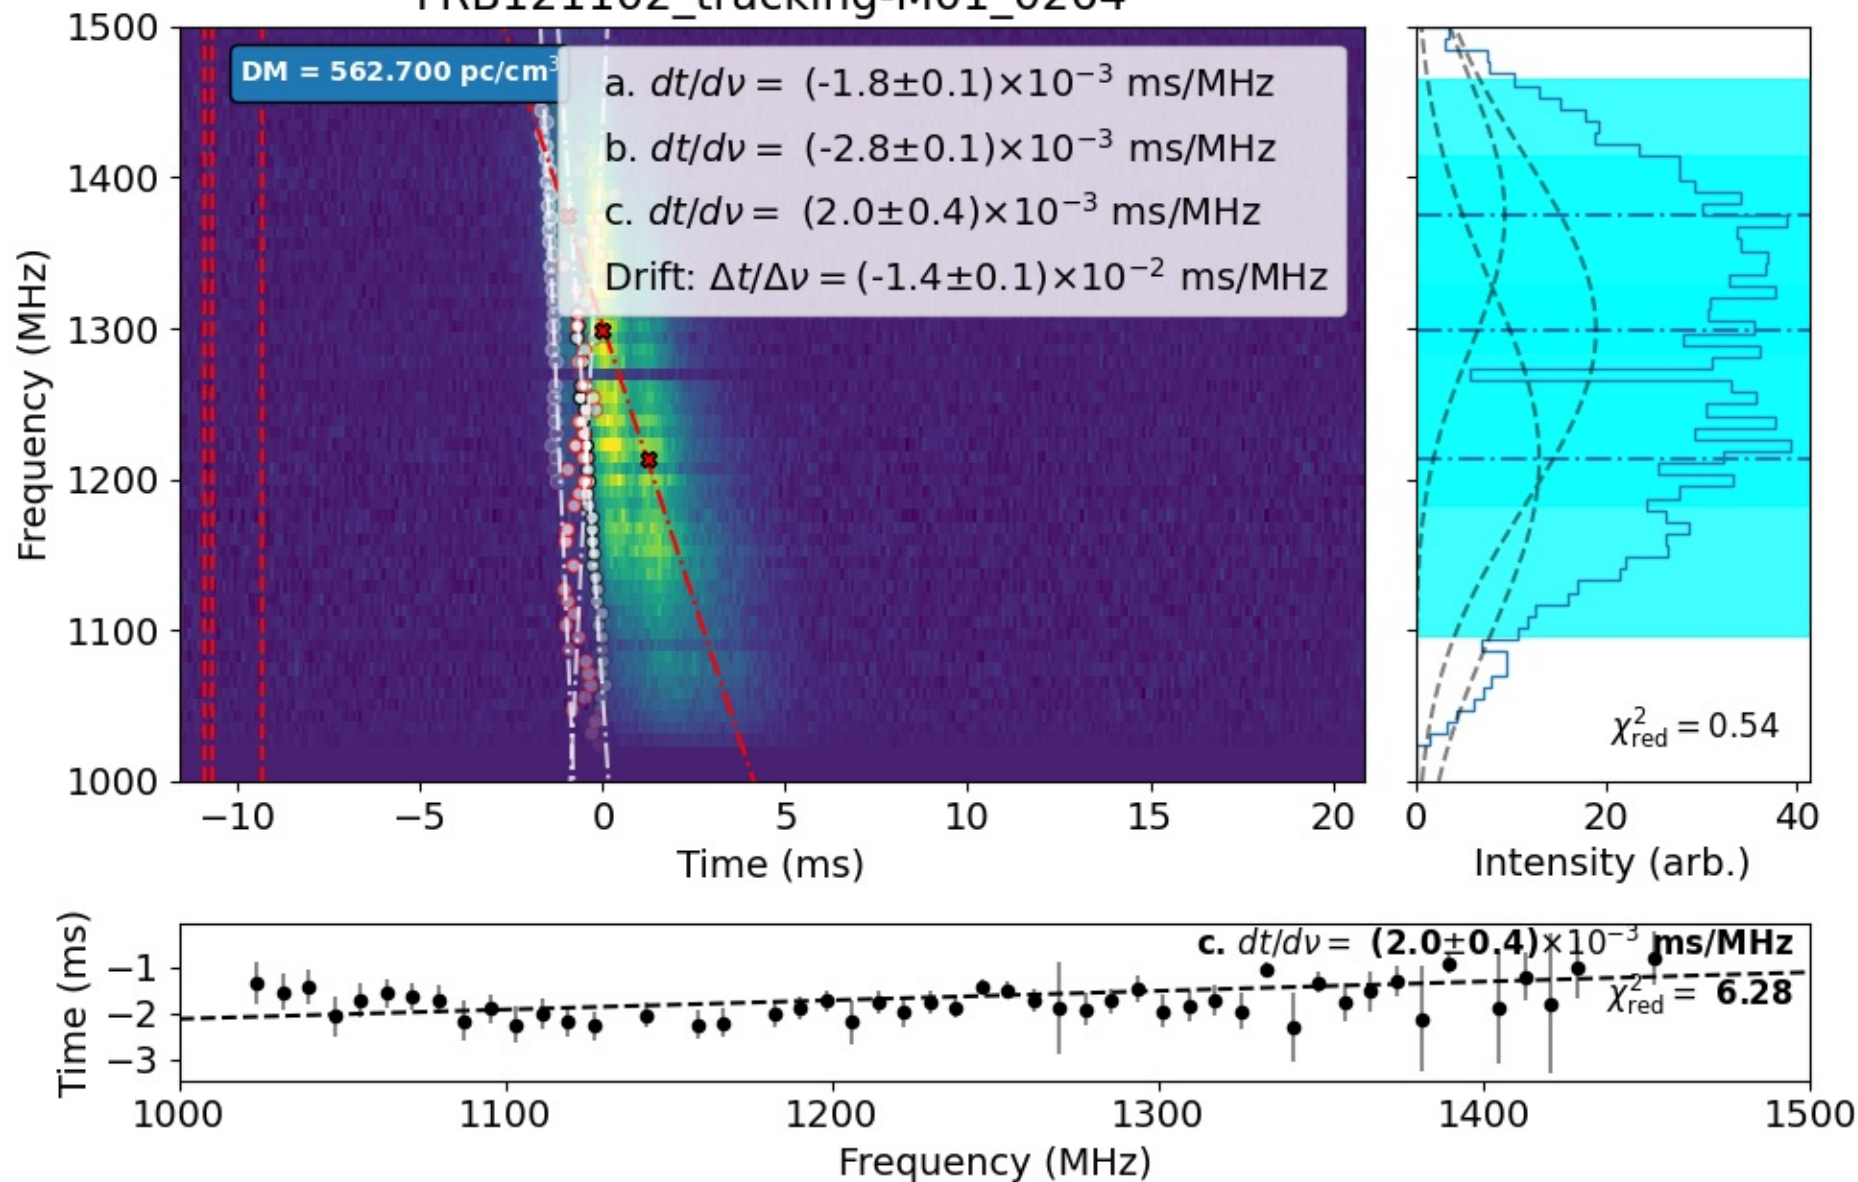 FRB121102_tracking-M01_0264
DM = 562.700 pc/cm³
a. dt/dν = (-1.8±0.1)×10⁻³ ms/MHz
b. dt/dν = (-2.8±0.1)×10⁻³ ms/MHz
c. dt/dν = (2.0±0.4)×10⁻³ ms/MHz
Drift: Δt/Δν = (-1.4±0.1)×10⁻² ms/MHz
Frequency (MHz)
1500
1400
1300
1200
1100
1000
−10 −5 0 5 10 15 20
Time (ms)
χ²red = 0.54
0 20 40
Intensity (arb.)
Time (ms)
−1
−2
−3
c. dt/dν = (2.0±0.4)×10⁻³ ms/MHz
χ²red = 6.28
1000 1100 1200 1300 1400 1500
Frequency (MHz)